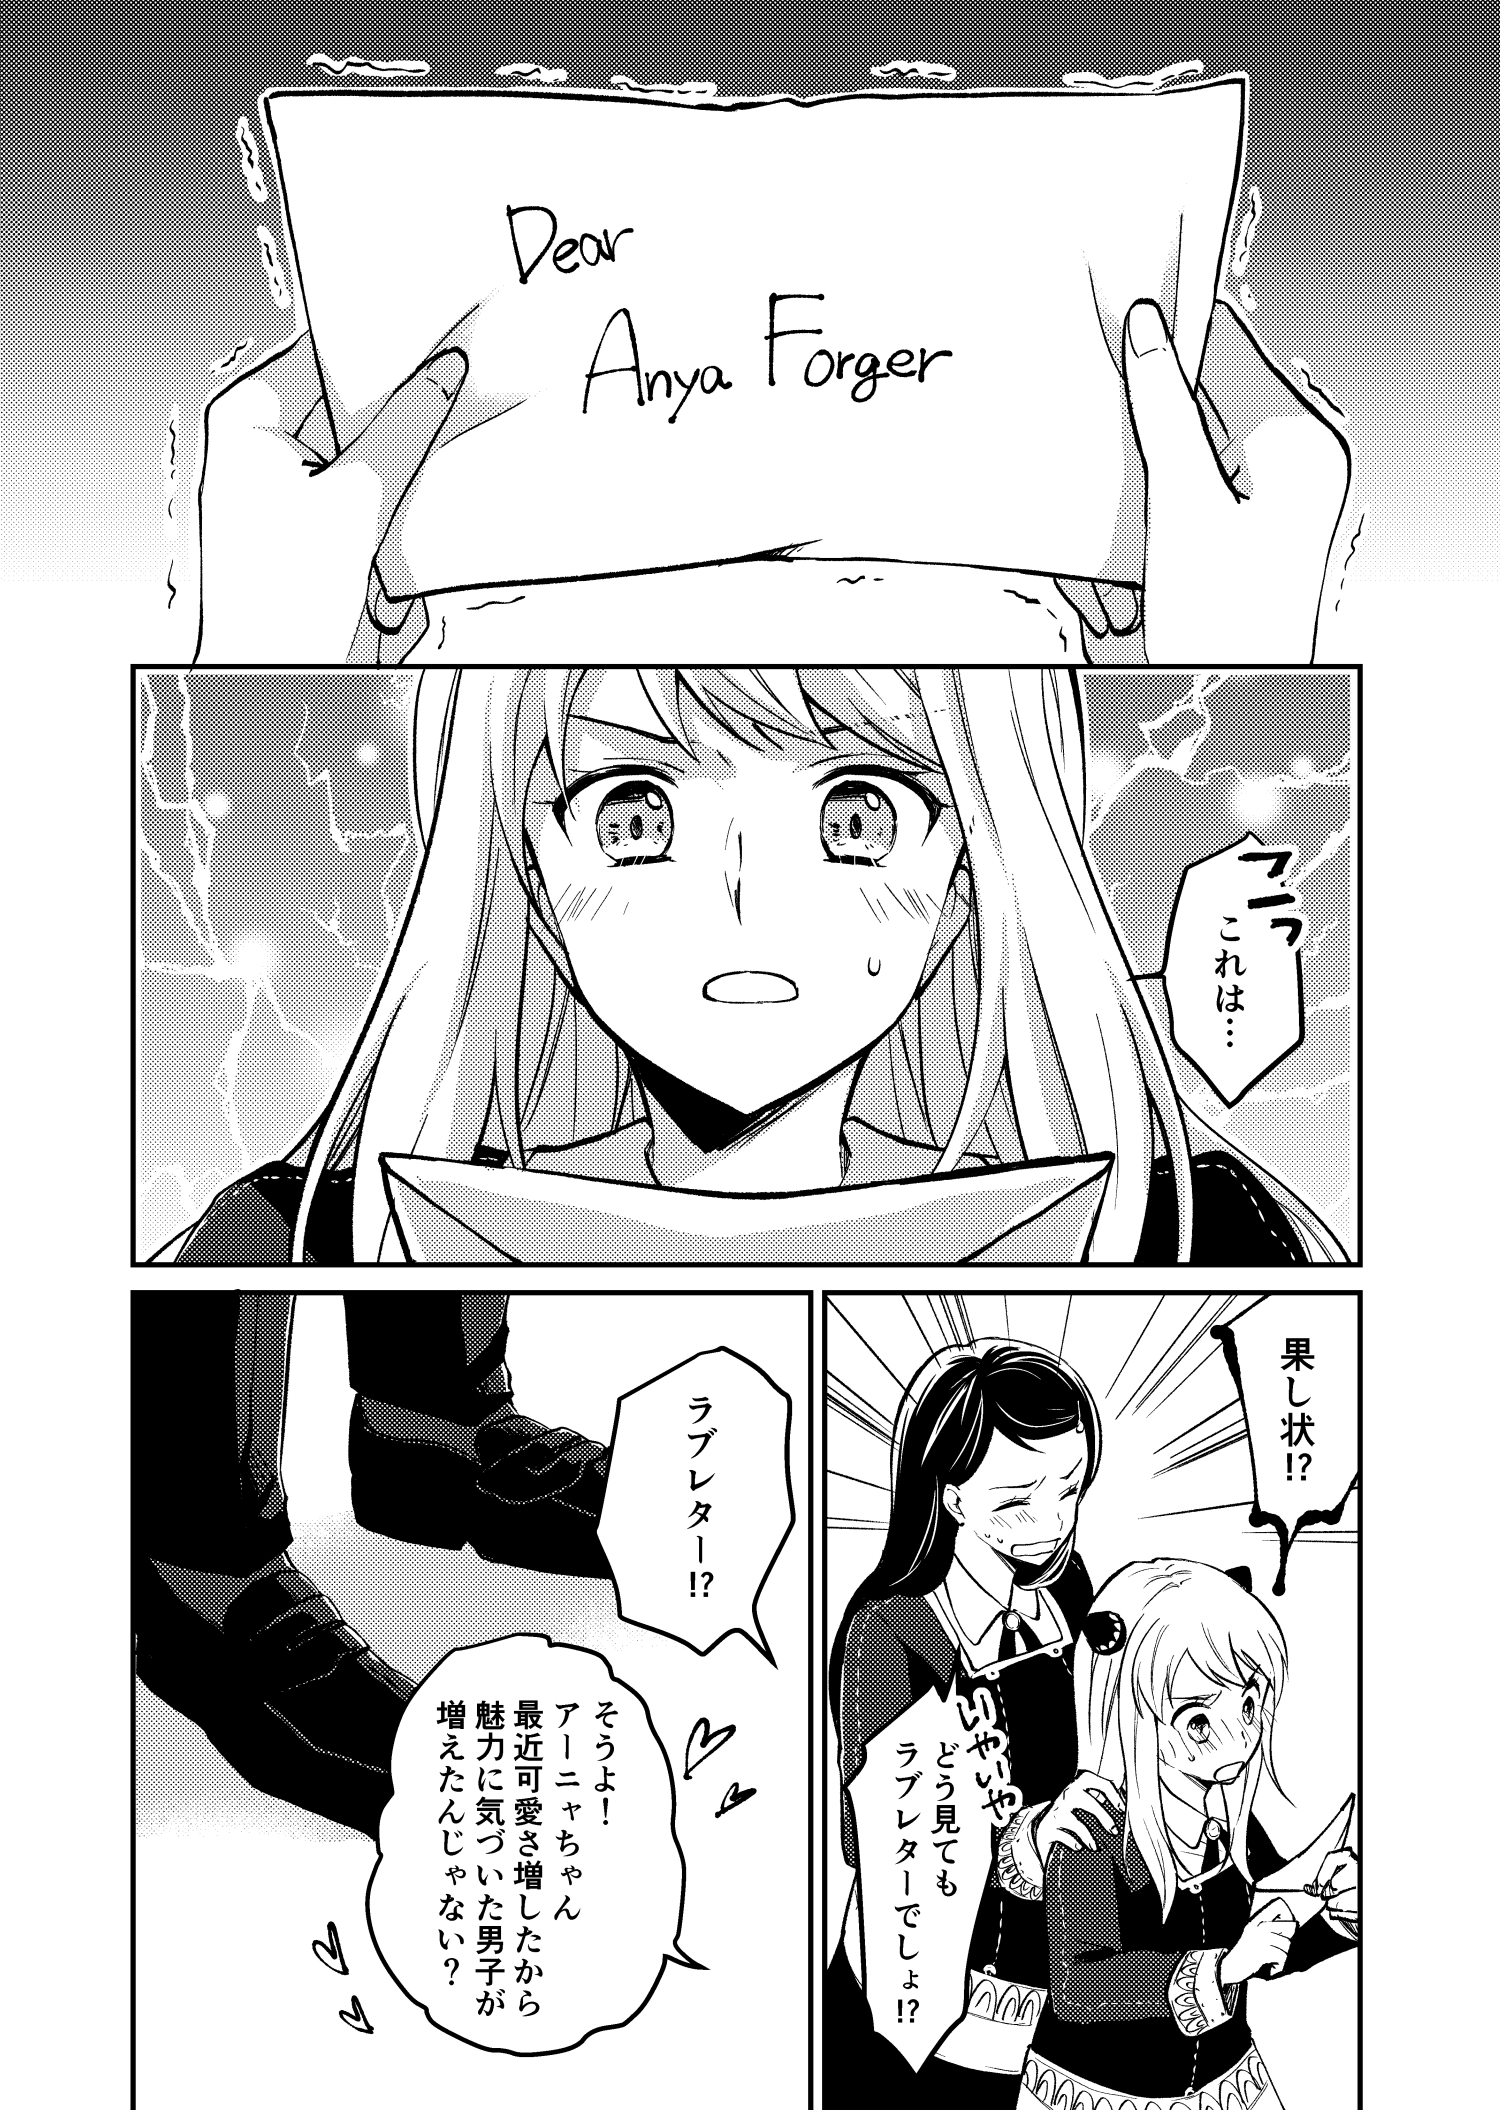 Dear
Anya Forger
これは…
果し状!?
いやいや
どう見ても
ラブレターでしょ!?
ラブレター!?
そうよ！
アーニャちゃん
最近可愛さ増したから
魅力に気づいた男子が
増えたんじゃない？